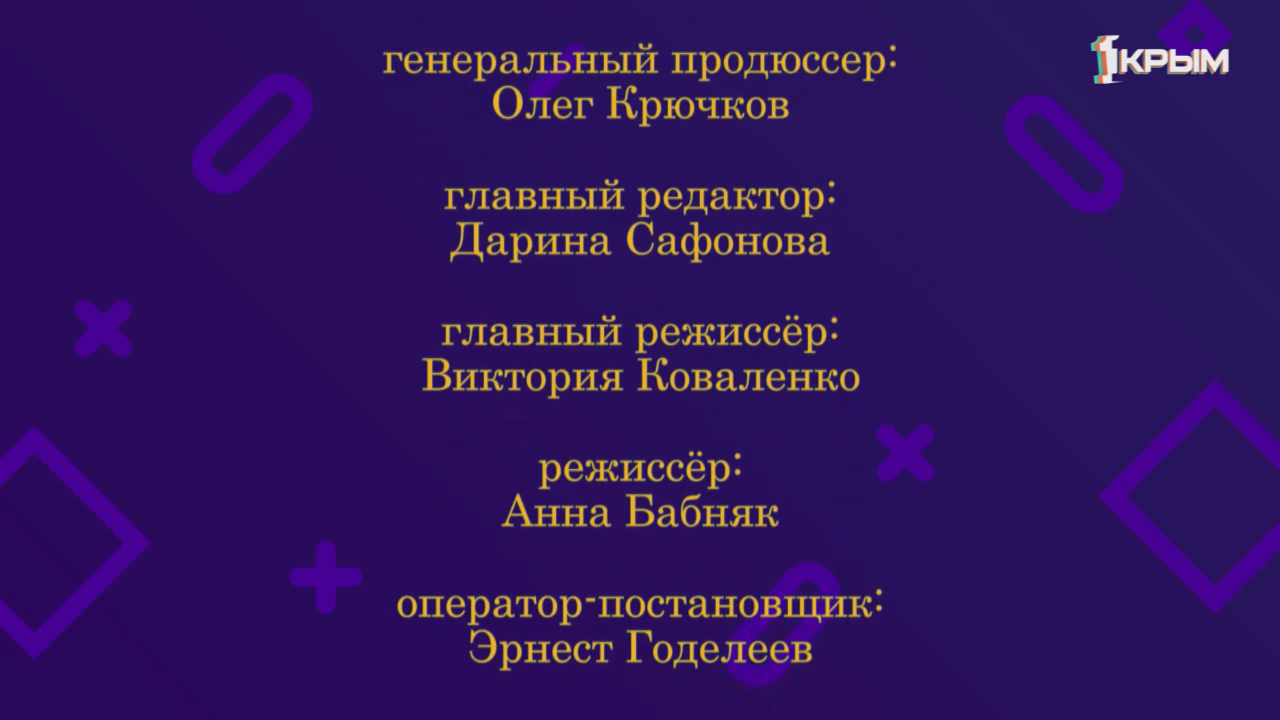 генеральный продюссер:
Олег Крючков
главный редактор:
Дарина Сафонова
главный режиссёр:
Виктория Коваленко
режиссёр:
Анна Бабняк
оператор-постановщик:
Эрнест Годелеев
1КРЫМ